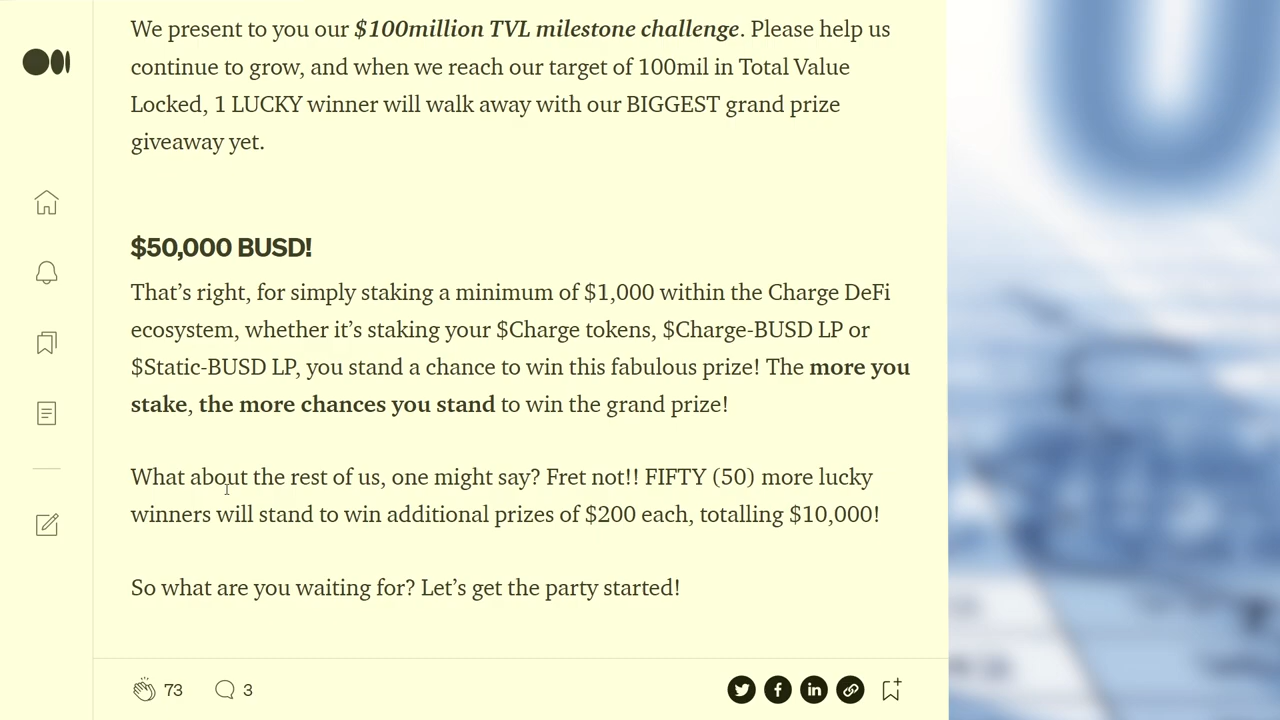 We present to you our $100million TVL milestone challenge. Please help us
continue to grow, and when we reach our target of 100mil in Total Value
Locked, 1 LUCKY winner will walk away with our BIGGEST grand prize
giveaway yet.
$50,000 BUSD!
That’s right, for simply staking a minimum of $1,000 within the Charge DeFi
ecosystem, whether it’s staking your $Charge tokens, $Charge-BUSD LP or
$Static-BUSD LP, you stand a chance to win this fabulous prize! The more you
stake, the more chances you stand to win the grand prize!
What about the rest of us, one might say? Fret not!! FIFTY (50) more lucky
winners will stand to win additional prizes of $200 each, totalling $10,000!
So what are you waiting for? Let’s get the party started!
73 3